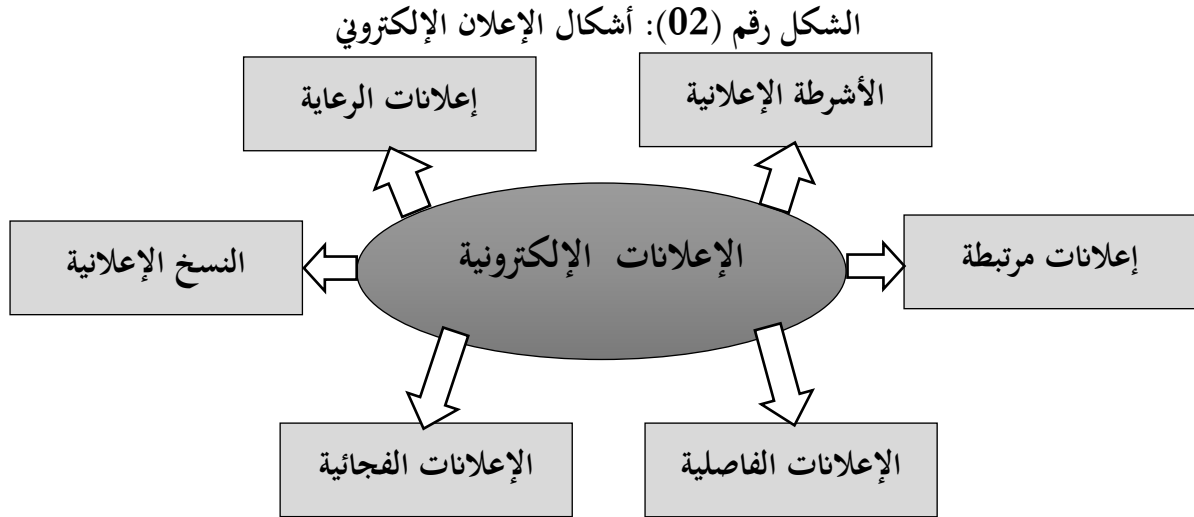 الشكل رقم (02): أشكال الإعلان الإلكتروني
الأشرطة الإعلانية
إعلانات الرعاية
إعلانات مرتبطة
الإعلانات الإلكترونية
النسخ الإعلانية
الإعلانات الفاصلية
الإعلانات الفجائية